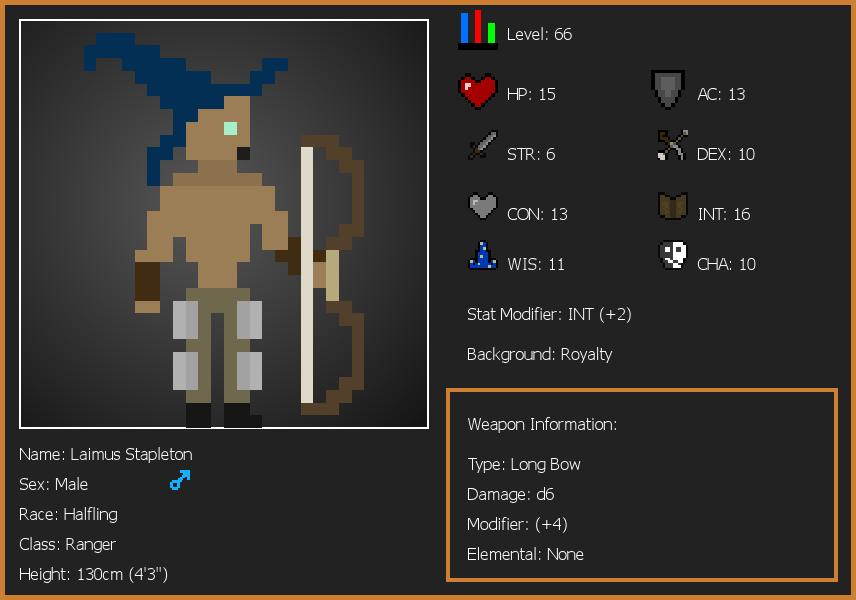 Level: 66
HP: 15
AC: 13
STR: 6
DEX: 10
CON: 13
INT: 16
WIS: 11
CHA: 10
Stat Modifier: INT (+2)
Background: Royalty
Weapon Information:
Type: Long Bow
Damage: d6
Modifier: (+4)
Elemental: None
Name: Laimus Stapleton
Sex: Male
Race: Halfling
Class: Ranger
Height: 130cm (4'3")